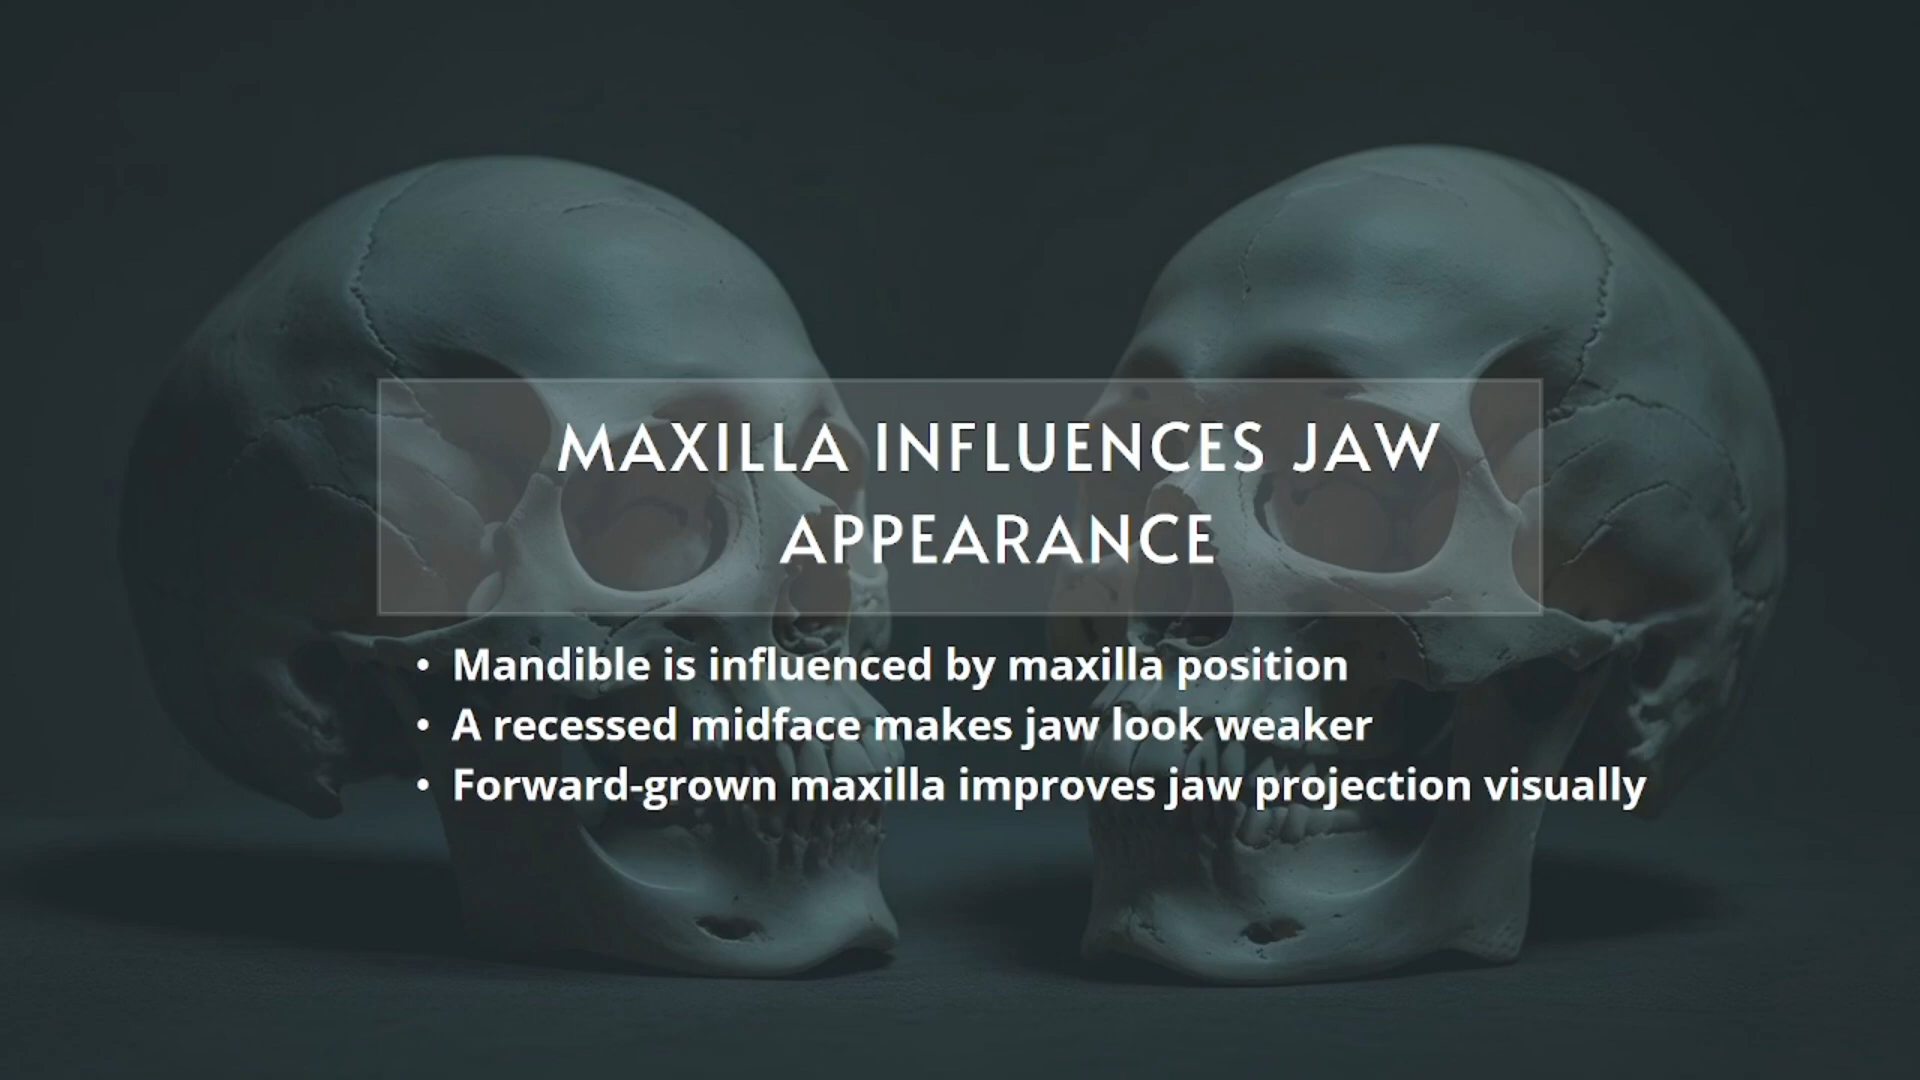 MAXILLA INFLUENCES JAW
APPEARANCE
• Mandible is influenced by maxilla position
• A recessed midface makes jaw look weaker
• Forward-grown maxilla improves jaw projection visually